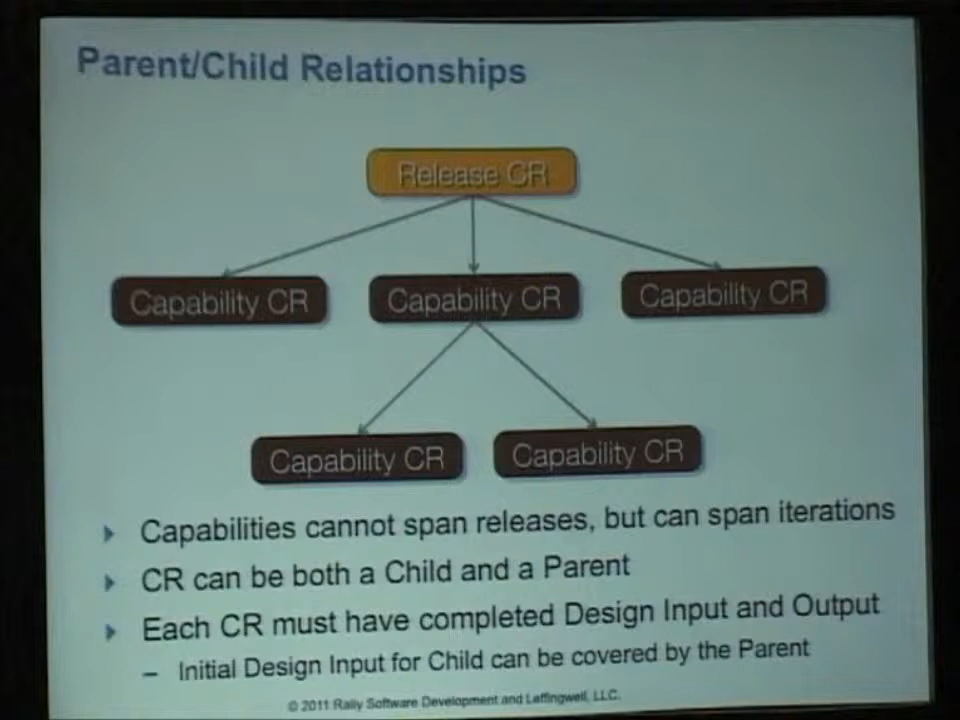 Parent/Child Relationships
Release CR
Capability CR
Capability CR
Capability CR
Capability CR
Capability CR
Capabilities cannot span releases, but can span iterations
CR can be both a Child and a Parent
Each CR must have completed Design Input and Output
– Initial Design Input for Child can be covered by the Parent
© 2011 Rally Software Development and Leffingwell, LLC.